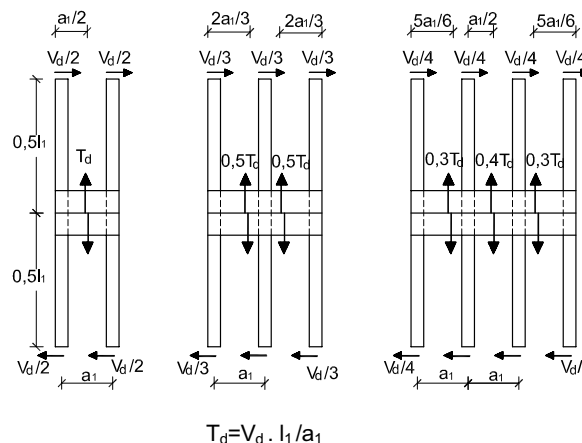 a₁/2
2a₁/3 2a₁/3
5a₁/6 a₁/2 5a₁/6
V_d/2 V_d/2
V_d/3 V_d/3 V_d/3
V_d/4 V_d/4 V_d/4 V_d/4
0,5l₁
T_d
0,5T_d 0,5T_d
0,3T_d 0,4T_d 0,3T_d
0,5l₁
V_d/2 V_d/2
V_d/3 V_d/3
V_d/4 V_d/
a₁
a₁
a₁ a₁
T_d=V_d . l₁/a₁